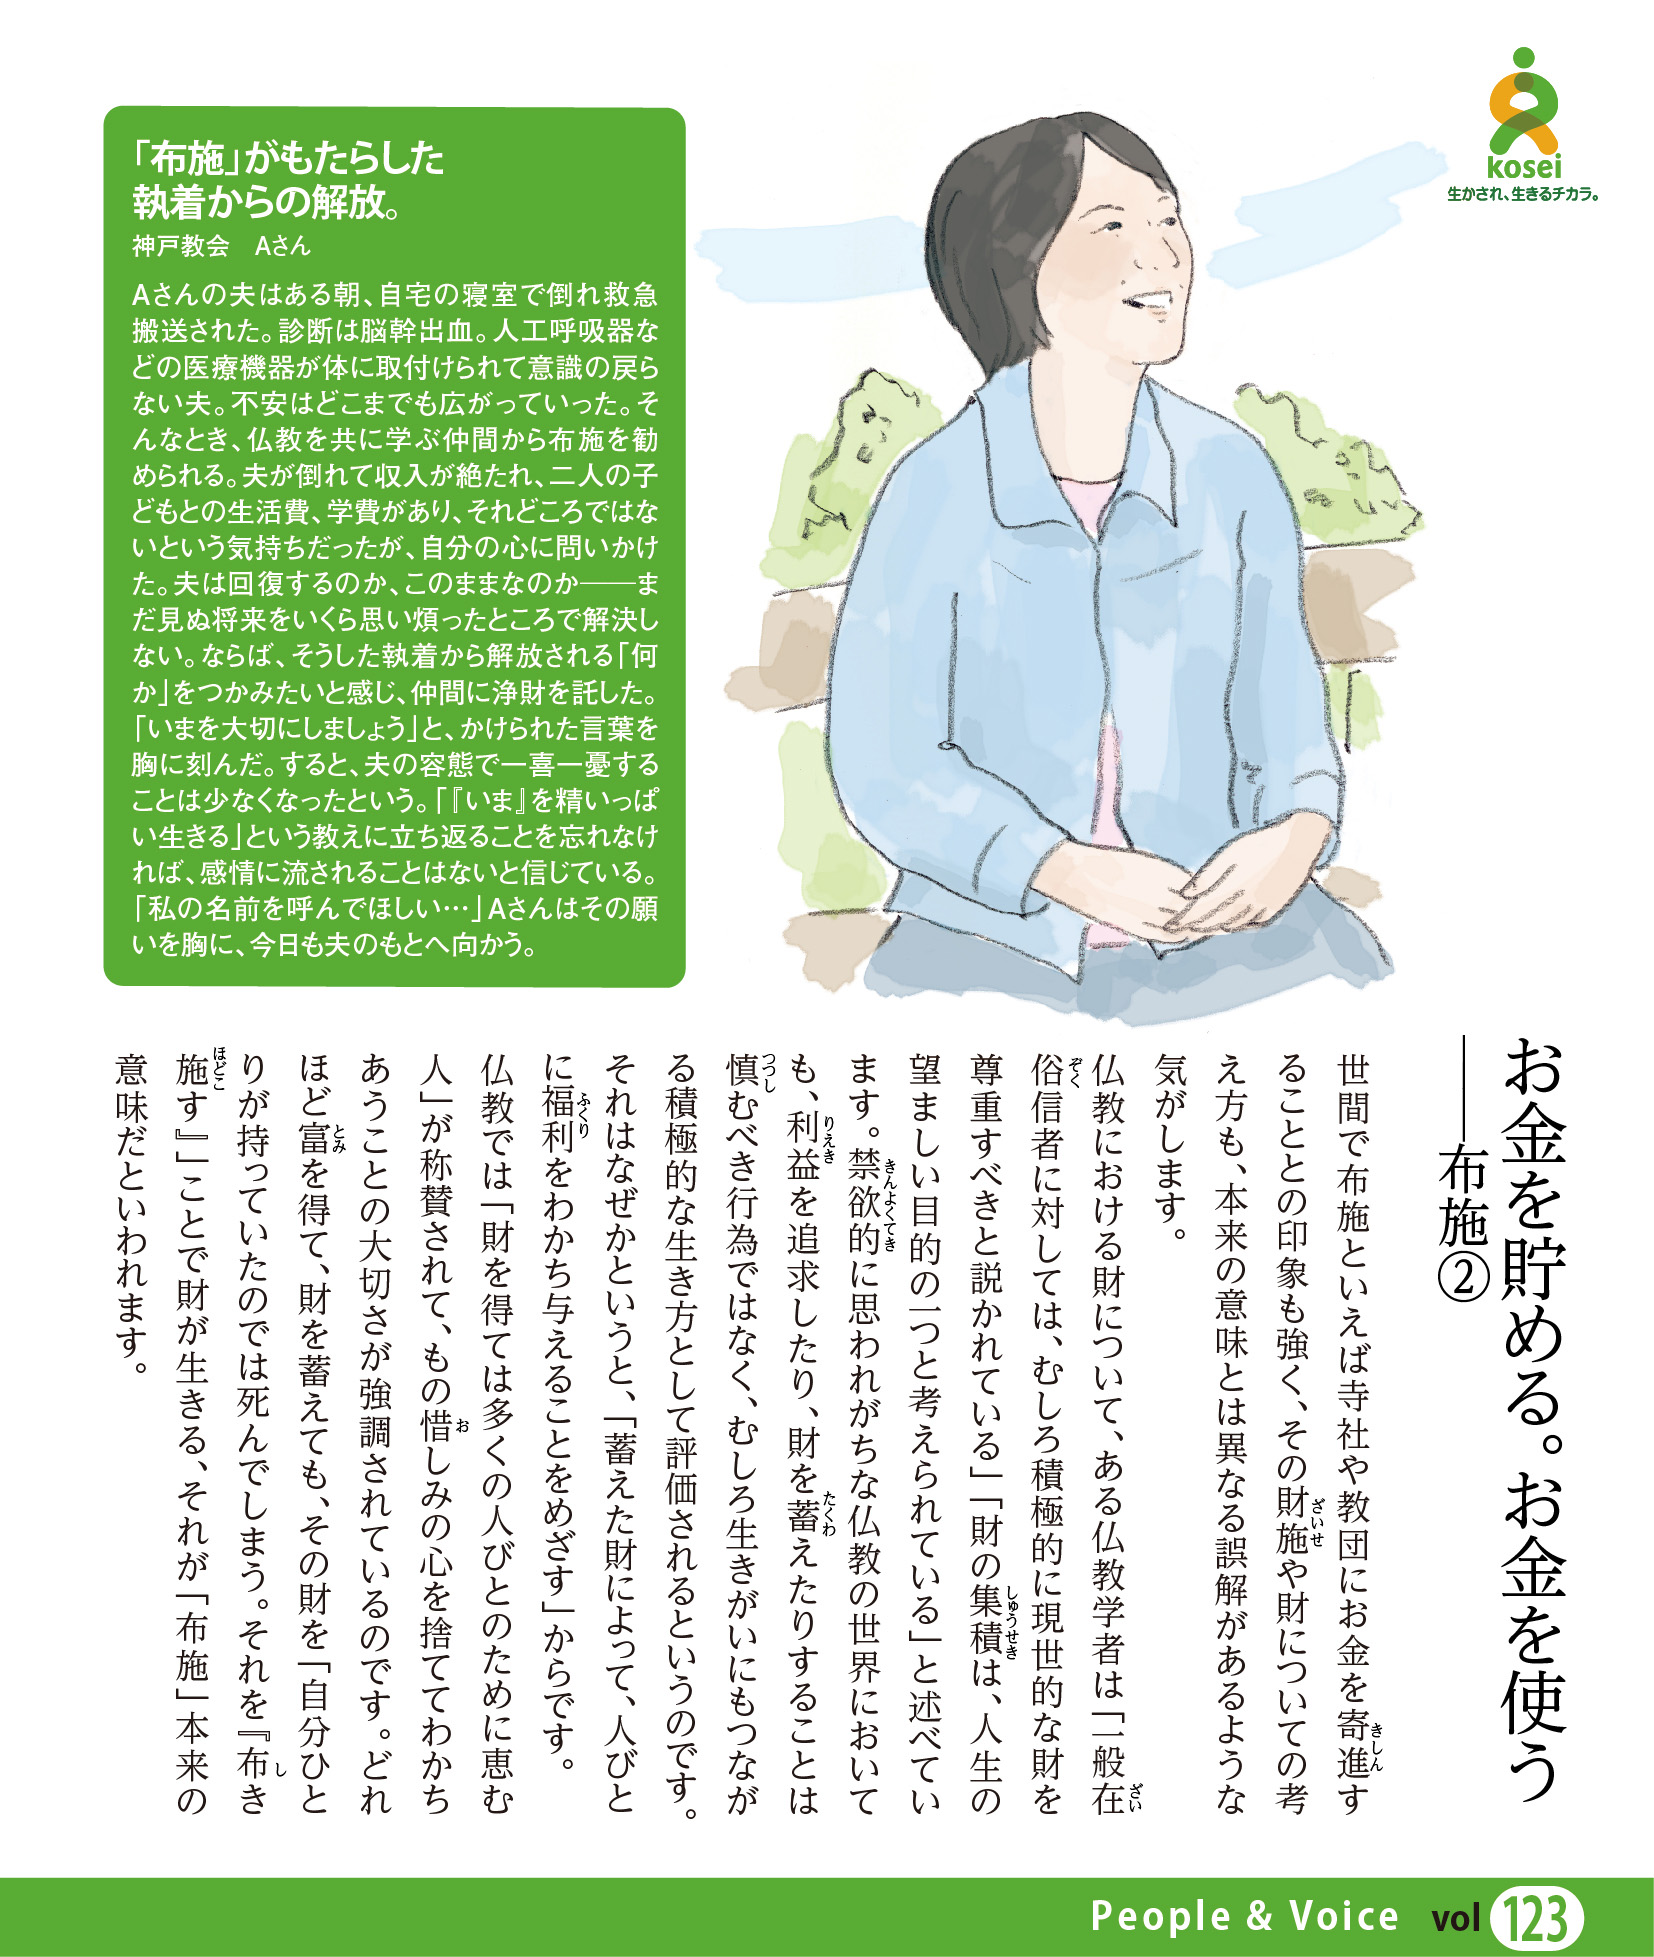 kosei
生かされ、生きるチカラ。
「布施」がもたらした
執着からの解放。
神戸教会　Aさん
Aさんの夫はある朝、自宅の寝室で倒れ救急
搬送された。診断は脳幹出血。人工呼吸器な
どの医療機器が体に取付けられて意識の戻ら
ない夫。不安はどこまでも広がっていった。そ
んなとき、仏教を共に学ぶ仲間から布施を勧
められる。夫が倒れて収入が絶たれ、二人の子
どもとの生活費、学費があり、それどころではな
いという気持ちだったが、自分の心に問いかけ
た。夫は回復するのか、このままなのか――ま
だ見ぬ将来をいくら思い煩ったところで解決し
ない。ならば、そうした執着から解放される「何
か」をつかみたいと感じ、仲間に浄財を託した。
「いまを大切にしましょう」と、かけられた言葉を
胸に刻んだ。すると、夫の容態で一喜一憂する
ことは少なくなったという。「『いま』を精いっぱ
い生きる」という教えに立ち返ることを忘れなけ
れば、感情に流されることはないと信じている。
「私の名前を呼んでほしい…」Aさんはその願
いを胸に、今日も夫のもとへ向かう。
お金を貯める。お金を使う
――布施②
世間で布施といえば寺社や教団にお金を寄進す
ることとの印象も強く、その財施や財についての考
え方も、本来の意味とは異なる誤解があるような
気がします。
仏教における財について、ある仏教学者は「一般在
俗信者に対しては、むしろ積極的に現世的な財を
尊重すべきと説かれている」「財の集積は、人生の
望ましい目的の一つと考えられている」と述べてい
ます。禁欲的に思われがちな仏教の世界において
も、利益を追求したり、財を蓄えたりすることは
慎むべき行為ではなく、むしろ生きがいにもつなが
る積極的な生き方として評価されるというのです。
それはなぜかというと、「蓄えた財によって、人びと
に福利をわかち与えることをめざす」からです。
仏教では「財を得ては多くの人びとのために恵む
人」が称賛されて、もの惜しみの心を捨ててわかち
あうことの大切さが強調されているのです。どれ
ほど富を得て、財を蓄えても、その財を「自分ひと
りが持っていたのでは死んでしまう。それを『布き
施す』」ことで財が生きる、それが「布施」本来の
意味だといわれます。
きしん
ざいせ
ざい
ぞく
しゅうせき
きんよくてき
りえき
たくわ
つつし
ふくり
お
とみ
し
ほどこ
People & Voice vol 123